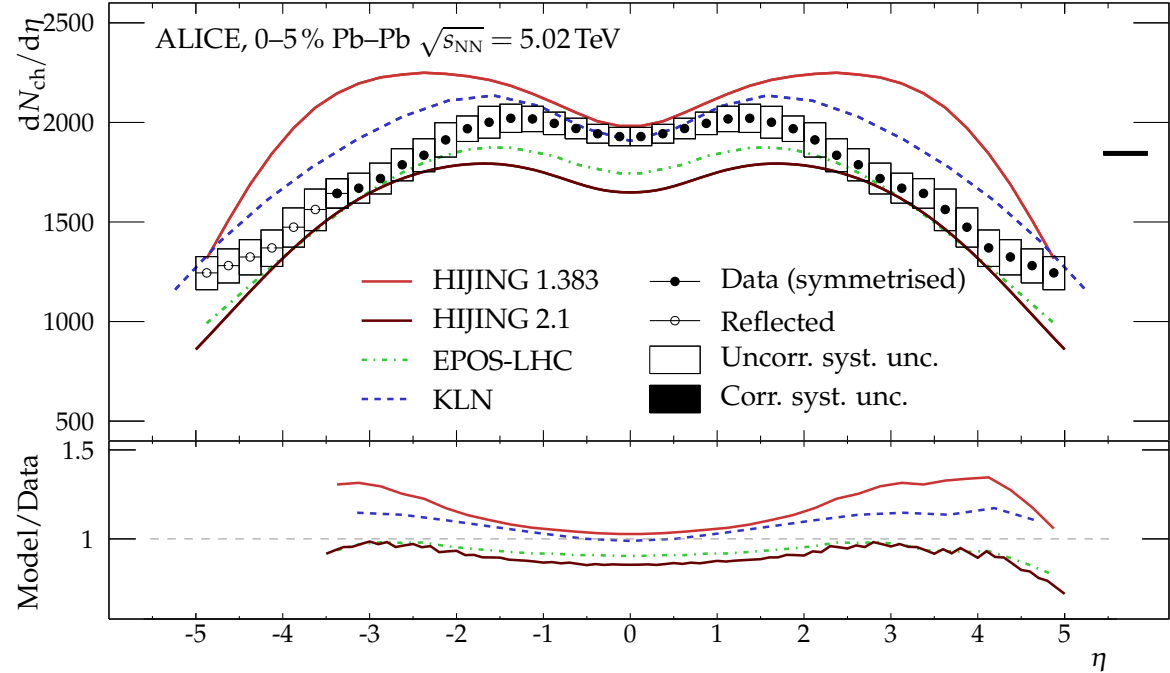 2500
2000
1500
1000
500
dN_ch/dη
ALICE, 0–5% Pb–Pb √s_NN = 5.02 TeV
HIJING 1.383
HIJING 2.1
EPOS-LHC
KLN
Data (symmetrised)
Reflected
Uncorr. syst. unc.
Corr. syst. unc.
1.5
1
Model/Data
-5 -4 -3 -2 -1 0 1 2 3 4 5
η